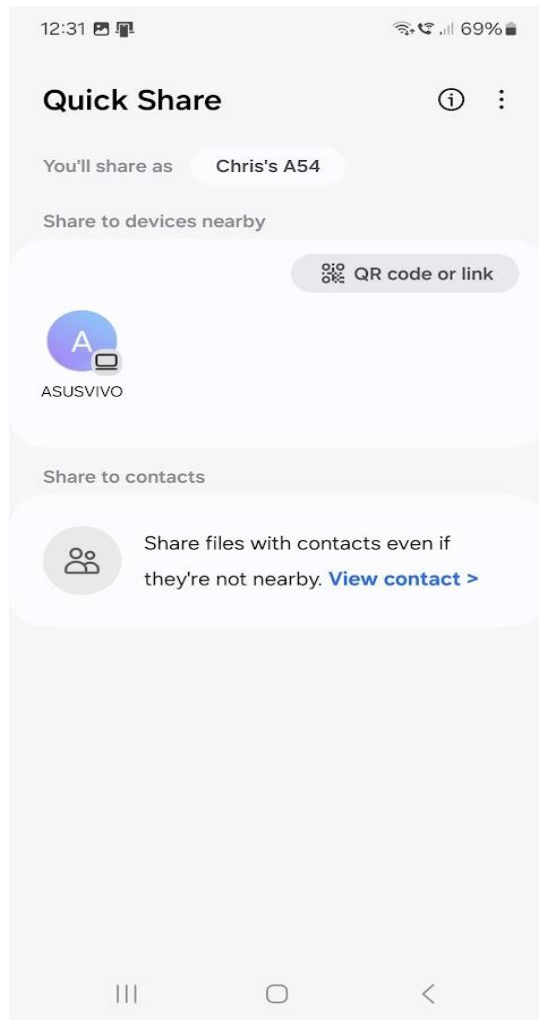 12:31 69%
Quick Share
You'll share as Chris's A54
Share to devices nearby
QR code or link
A
ASUSVIVO
Share to contacts
Share files with contacts even if
they're not nearby. View contact >